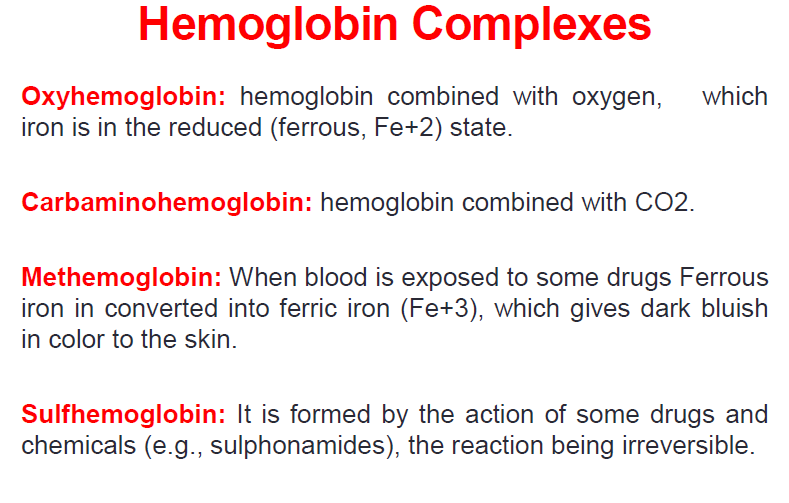 Hemoglobin Complexes
Oxyhemoglobin: hemoglobin combined with oxygen, which
iron is in the reduced (ferrous, Fe+2) state.
Carbaminohemoglobin: hemoglobin combined with CO2.
Methemoglobin: When blood is exposed to some drugs Ferrous
iron in converted into ferric iron (Fe+3), which gives dark bluish
in color to the skin.
Sulfhemoglobin: It is formed by the action of some drugs and
chemicals (e.g., sulphonamides), the reaction being irreversible.